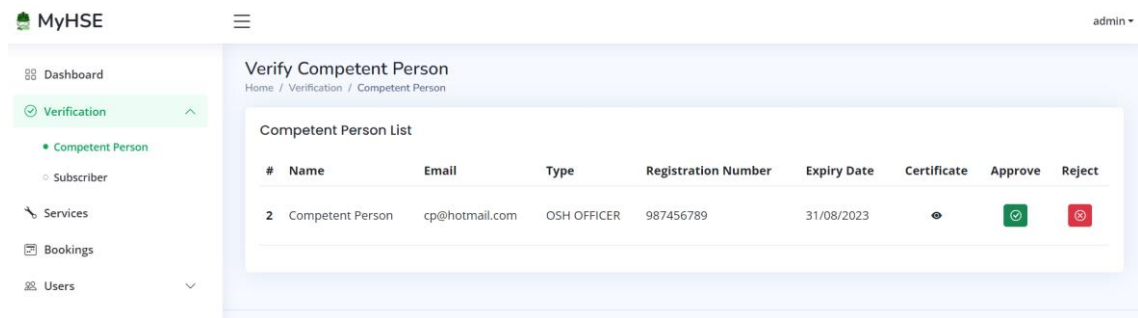 MyHSE
admin
Dashboard
Verification
Competent Person
Subscriber
Services
Bookings
Users
Verify Competent Person
Home / Verification / Competent Person
Competent Person List
# Name Email Type Registration Number Expiry Date Certificate Approve Reject
2 Competent Person cp@hotmail.com OSH OFFICER 987456789 31/08/2023